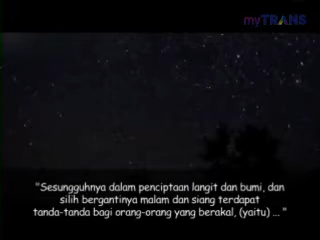 myTRANS
"Sesungguhnya dalam penciptaan langit dan bumi, dan
silih bergantinya malam dan siang terdapat
tanda-tanda bagi orang-orang yang berakal, (yaitu) ... "